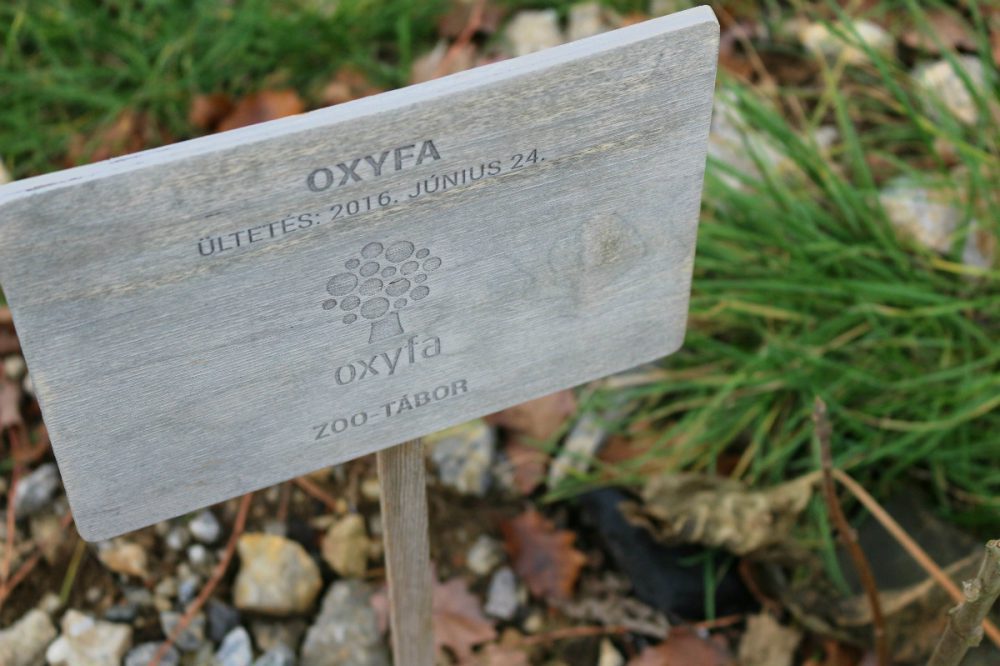 OXYFA
ÜLTETÉS: 2016. JÚNIUS 24.
oxyfa
ZOO-TÁBOR